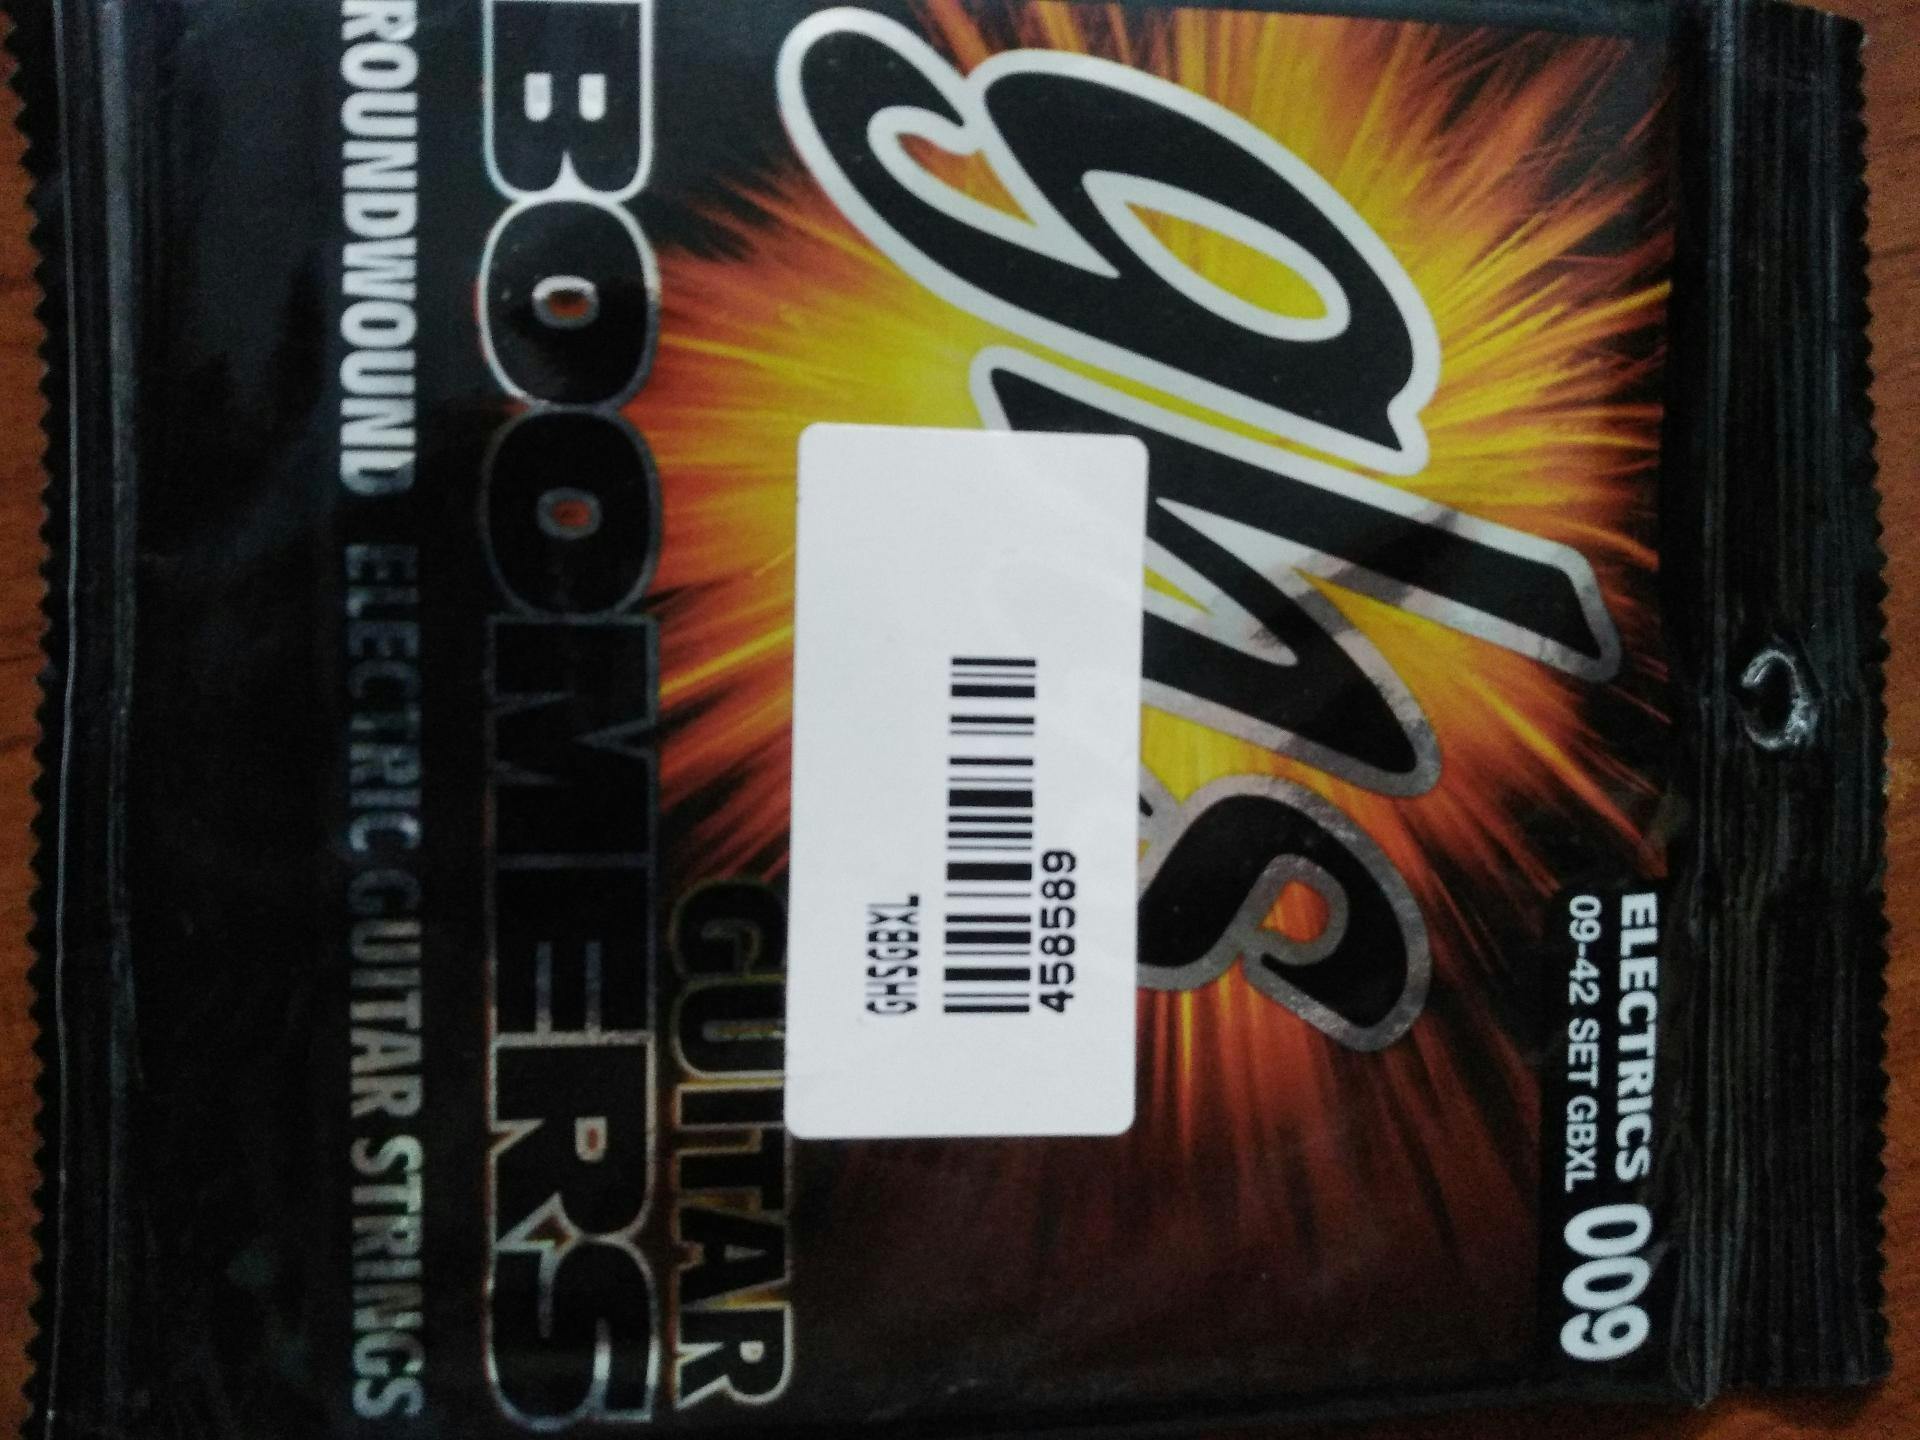 ELECTRICS 009
09-42 SET GBXL
ghs
458589
GHSGBXL
GUITAR
BOOMERS
ROUNDWOUND ELECTRIC GUITAR STRINGS